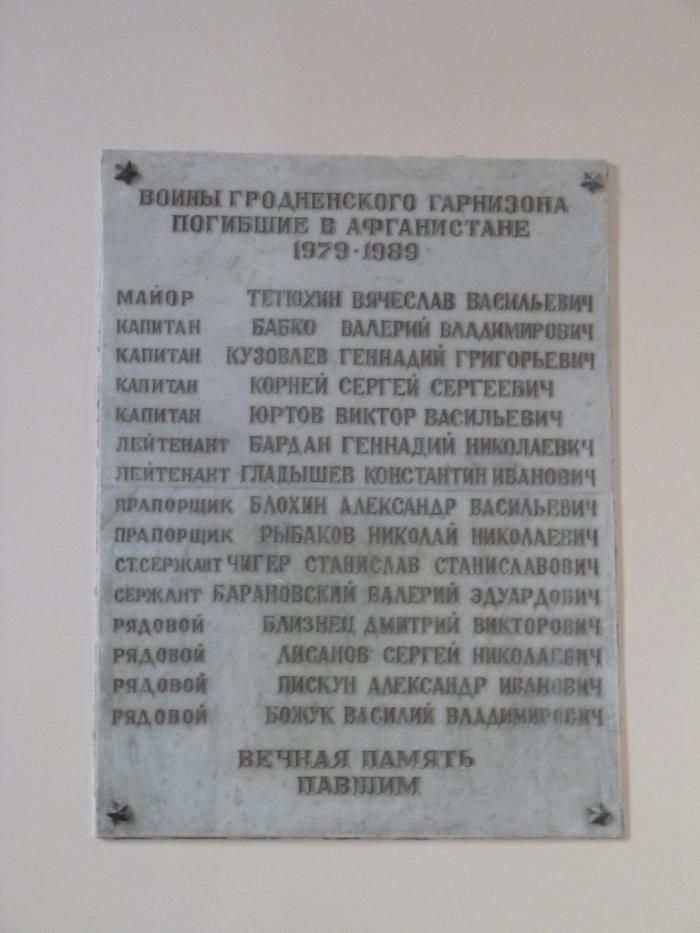 ВОИНЫ ГРОДНЕНСКОГО ГАРНИЗОНА
ПОГИБШИЕ В АФГАНИСТАНЕ
1979-1989
МАЙОР ТЕТЮХИН ВЯЧЕСЛАВ ВАСИЛЬЕВИЧ
КАПИТАН БАБКО ВАЛЕРИЙ ВЛАДИМИРОВИЧ
КАПИТАН КУЗОВЛЕВ ГЕННАДИЙ ГРИГОРЬЕВИЧ
КАПИТАН КОРНЕЙ СЕРГЕЙ СЕРГЕЕВИЧ
КАПИТАН ЮРТОВ ВИКТОР ВАСИЛЬЕВИЧ
ЛЕЙТЕНАНТ БАРДАН ГЕННАДИЙ НИКОЛАЕВИЧ
ЛЕЙТЕНАНТ ГЛАДЫШЕВ КОНСТАНТИН ИВАНОВИЧ
ПРАПОРЩИК БЛОХИН АЛЕКСАНДР ВАСИЛЬЕВИЧ
ПРАПОРЩИК РЫБАКОВ НИКОЛАЙ НИКОЛАЕВИЧ
СТ.СЕРЖАНТ ЧИГЕР СТАНИСЛАВ СТАНИСЛАВОВИЧ
СЕРЖАНТ БАРАНОВСКИЙ ВАЛЕРИЙ ЭДУАРДОВИЧ
РЯДОВОЙ БЛИЗНЕЦ ДМИТРИЙ ВИКТОРОВИЧ
РЯДОВОЙ ЛИСАНОВ СЕРГЕЙ НИКОЛАЕВИЧ
РЯДОВОЙ ПИСКУН АЛЕКСАНДР ИВАНОВИЧ
РЯДОВОЙ БОЖУК ВАСИЛИЙ ВЛАДИМИРОВИЧ
ВЕЧНАЯ ПАМЯТЬ
ПАВШИМ